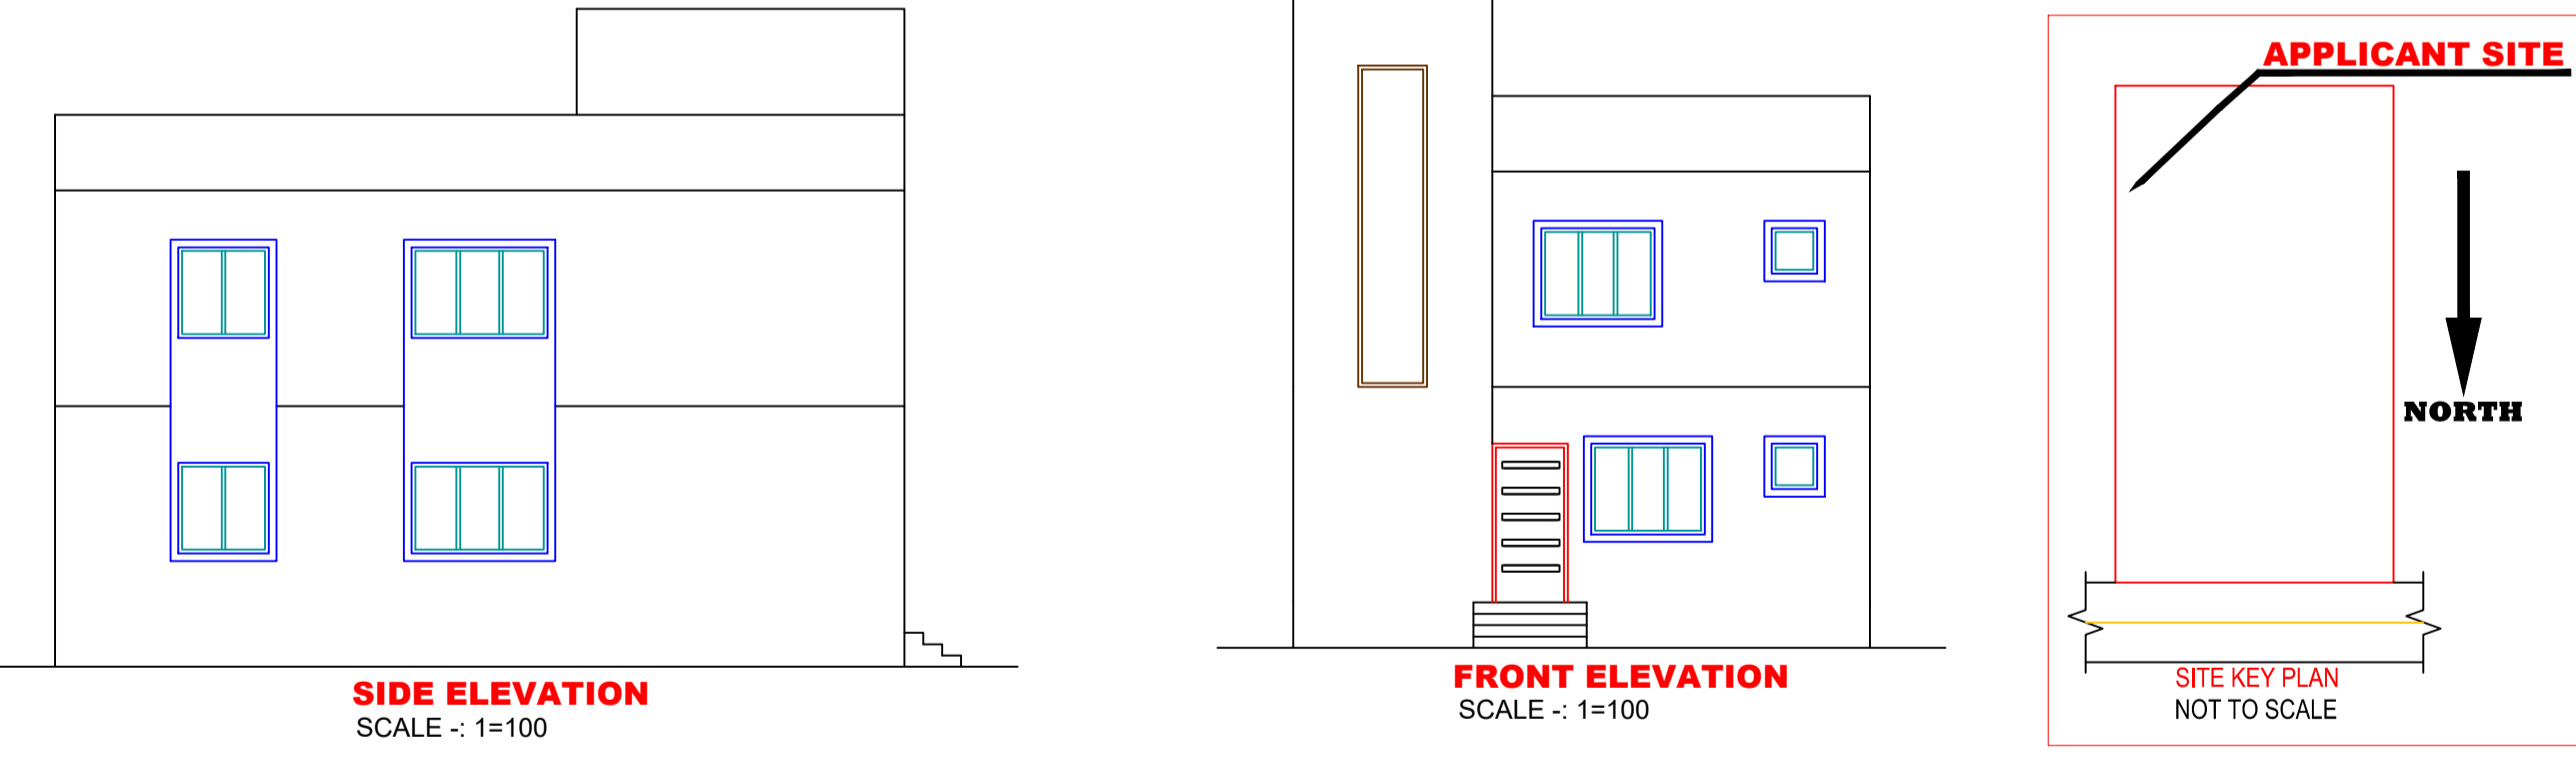 SIDE ELEVATION
SCALE -: 1=100
FRONT ELEVATION
SCALE -: 1=100
APPLICANT SITE
NORTH
SITE KEY PLAN
NOT TO SCALE